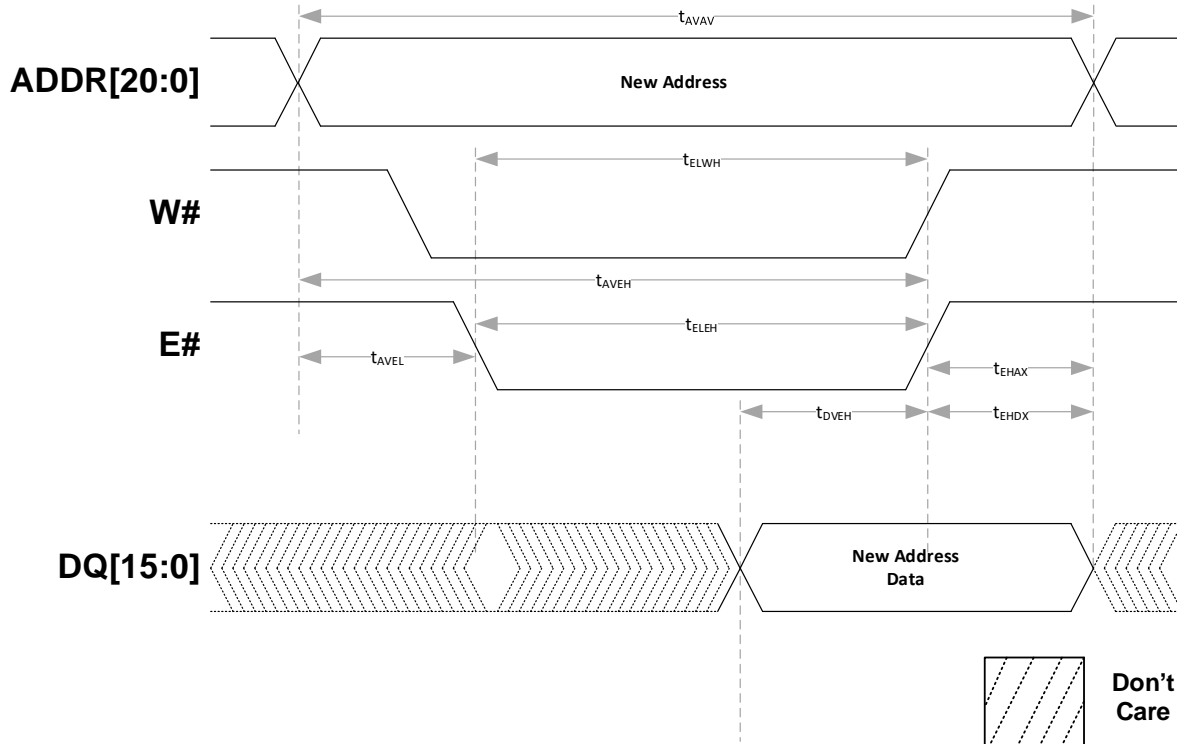 tAVAV
ADDR[20:0]
New Address
tELWH
W#
tAVEH
E#
tELEH
tAVEL
tEHAX
tDVEH
tEHDX
DQ[15:0]
New Address
Data
Don't
Care